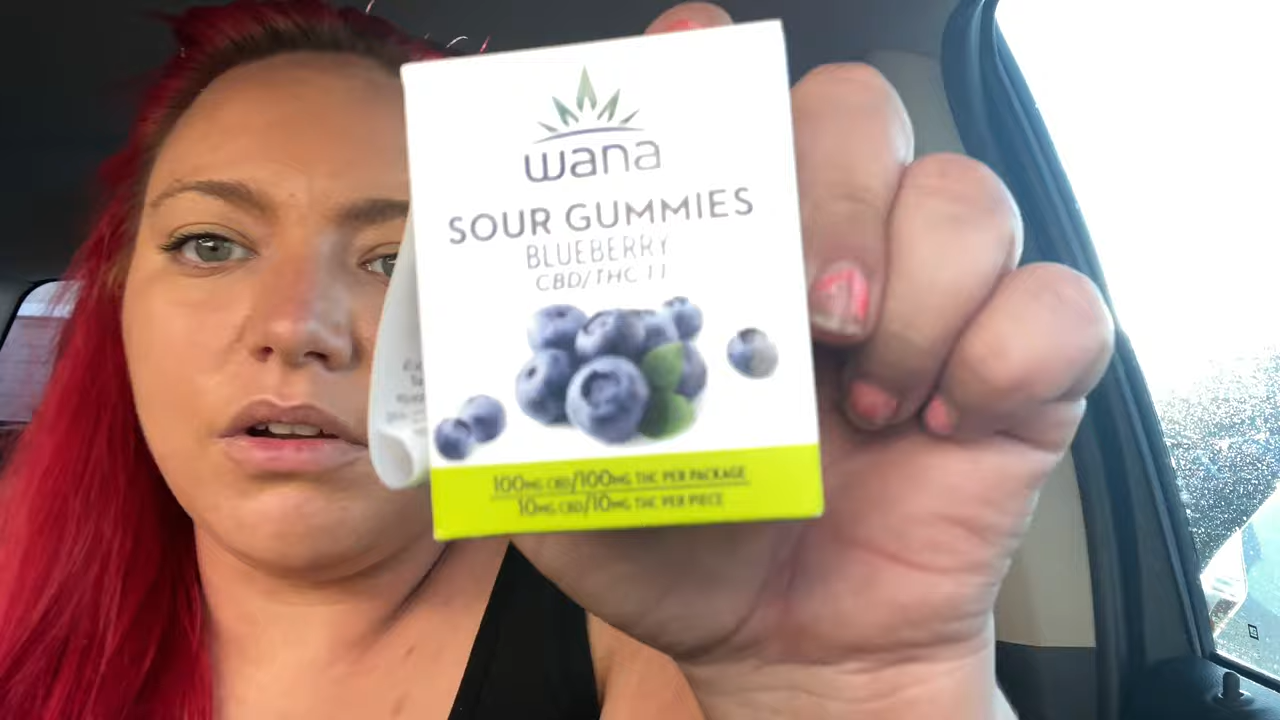 wana
SOUR GUMMIES
BLUEBERRY
CBD/THC 1:1
100MG CBD/100MG THC PER PACKAGE
10MG CBD/10MG THC PER PIECE